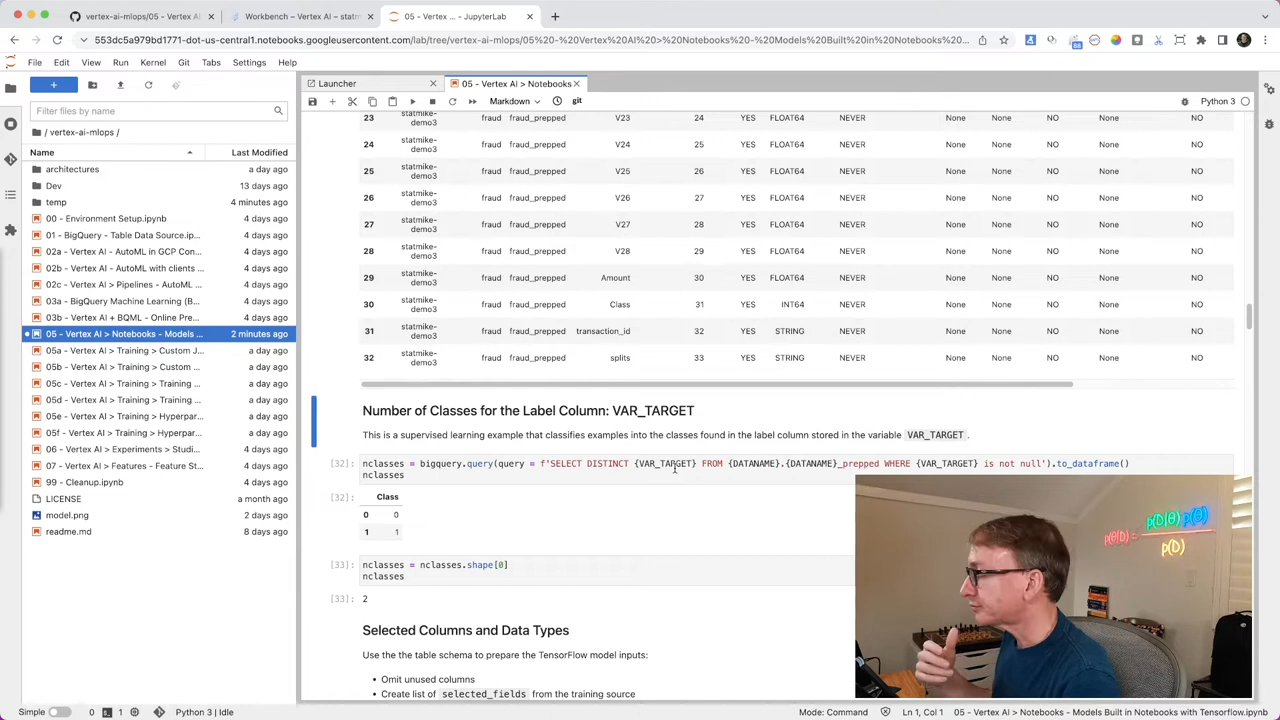 vertex-ai-mlops/05 - Vertex AI
Workbench – Vertex AI – statm
05 - Vertex ... - JupyterLab
553dc5a979bd1771-dot-us-central1.notebooks.googleusercontent.com/lab/tree/vertex-ai-mlops/05%20-%20Vertex%20AI%20>%20Notebooks%20-%20Models%20Built%20in%20Notebooks%20...
File Edit View Run Kernel Git Tabs Settings Help
Launcher
05 - Vertex AI > Notebooks
Markdown
git
Python 3
Filter files by name
/ vertex-ai-mlops /
Name Last Modified
architectures a day ago
Dev 13 days ago
temp 4 minutes ago
00 - Environment Setup.ipynb 4 days ago
01 - BigQuery - Table Data Source.ip... 4 days ago
02a - Vertex AI - AutoML in GCP Con... 4 days ago
02b - Vertex AI - AutoML with clients ... 4 days ago
02c - Vertex AI > Pipelines - AutoML ... 4 days ago
03a - BigQuery Machine Learning (B... 4 days ago
03b - Vertex AI + BQML - Online Pre... 4 days ago
05 - Vertex AI > Notebooks - Models ... 2 minutes ago
05a - Vertex AI > Training > Custom J... a day ago
05b - Vertex AI > Training > Custom ... a day ago
05c - Vertex AI > Training > Training ... a day ago
05d - Vertex AI > Training > Training ... a day ago
05e - Vertex AI > Training > Hyperpar... a day ago
05f - Vertex AI > Training > Hyperpar... a day ago
06 - Vertex AI > Experiments > Studi... a day ago
07 - Vertex AI > Features - Feature St... a day ago
99 - Cleanup.ipynb 4 days ago
LICENSE a month ago
model.png 2 days ago
readme.md 8 days ago
23 statmike-demo3 fraud fraud_prepped V23 24 YES FLOAT64 NEVER None None NO None NO
24 statmike-demo3 fraud fraud_prepped V24 25 YES FLOAT64 NEVER None None NO None NO
25 statmike-demo3 fraud fraud_prepped V25 26 YES FLOAT64 NEVER None None NO None NO
26 statmike-demo3 fraud fraud_prepped V26 27 YES FLOAT64 NEVER None None NO None NO
27 statmike-demo3 fraud fraud_prepped V27 28 YES FLOAT64 NEVER None None NO None NO
28 statmike-demo3 fraud fraud_prepped V28 29 YES FLOAT64 NEVER None None NO None NO
29 statmike-demo3 fraud fraud_prepped Amount 30 YES FLOAT64 NEVER None None NO None NO
30 statmike-demo3 fraud fraud_prepped Class 31 YES INT64 NEVER None None NO None NO
31 statmike-demo3 fraud fraud_prepped transaction_id 32 YES STRING NEVER None None NO None NO
32 statmike-demo3 fraud fraud_prepped splits 33 YES STRING NEVER None None NO None NO
Number of Classes for the Label Column: VAR_TARGET
This is a supervised learning example that classifies examples into the classes found in the label column stored in the variable VAR_TARGET .
[32]: nclasses = bigquery.query(query = f'SELECT DISTINCT {VAR_TARGET} FROM {DATANAME}.{DATANAME}_prepped WHERE {VAR_TARGET} is not null').to_dataframe()
nclasses
[32]: Class
0 0
1 1
[33]: nclasses = nclasses.shape[0]
nclasses
[33]: 2
Selected Columns and Data Types
Use the the table schema to prepare the TensorFlow model inputs:
• Omit unused columns
• Create list of selected_fields from the training source
p(θ|D)= p(D|θ) p(θ)
p(D)
Simple 0 1 Python 3 | Idle
Mode: Command Ln 1, Col 1 05 - Vertex AI > Notebooks - Models Built in Notebooks with Tensorflow.ipynb